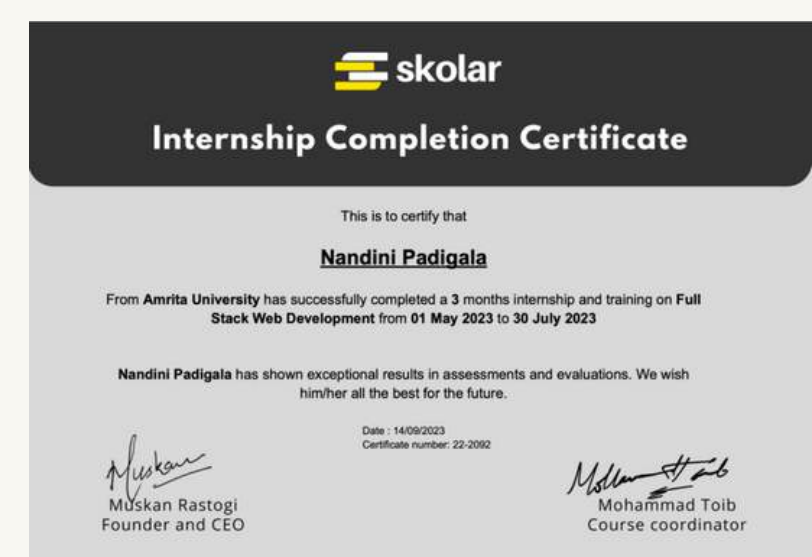 skolar
Internship Completion Certificate
This is to certify that
Nandini Padigala
From Amrita University has successfully completed a 3 months internship and training on Full
Stack Web Development from 01 May 2023 to 30 July 2023
Nandini Padigala has shown exceptional results in assessments and evaluations. We wish
him/her all the best for the future.
Date : 14/09/2023
Certificate number: 22-2092
Muskan
Muskan Rastogi
Founder and CEO
Mohammad Toib
Course coordinator